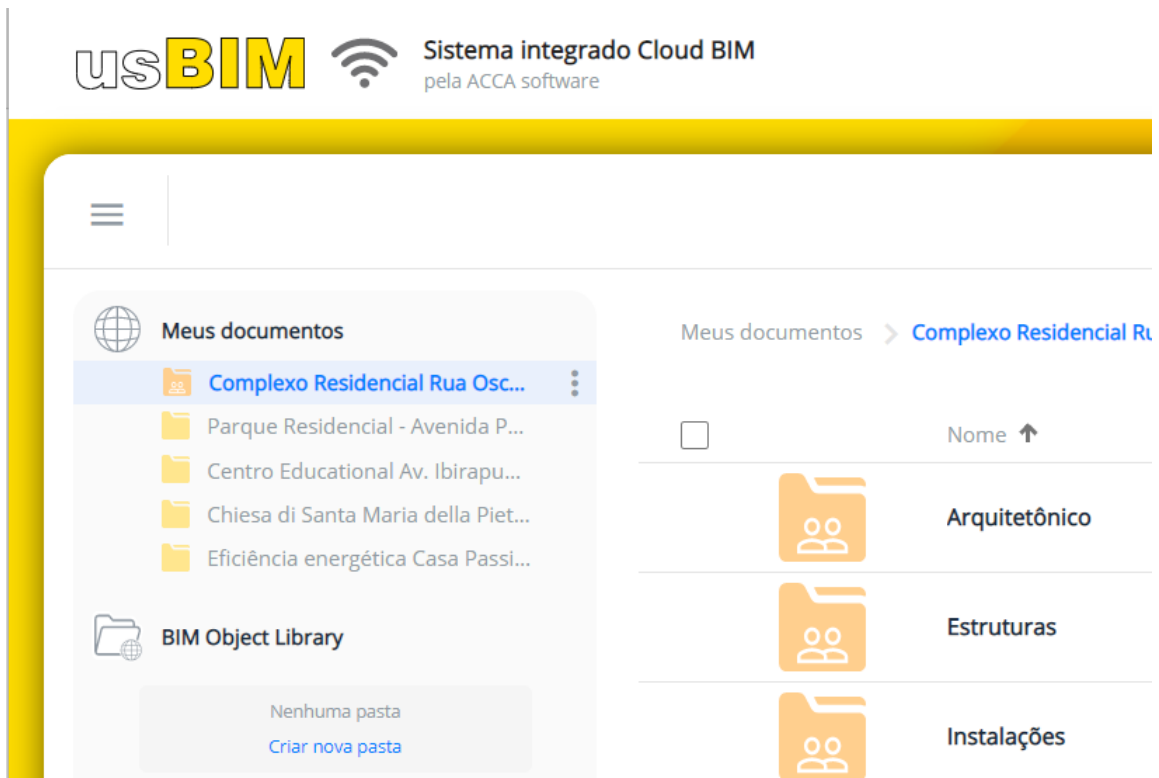 usBIM
Sistema integrado Cloud BIM
pela ACCA software
Meus documentos
Complexo Residencial Rua Osc...
Parque Residencial - Avenida P...
Centro Educational Av. Ibirapu...
Chiesa di Santa Maria della Piet...
Eficiência energética Casa Passi...
BIM Object Library
Nenhuma pasta
Criar nova pasta
Meus documentos > Complexo Residencial Ru
Nome
Arquitetônico
Estruturas
Instalações